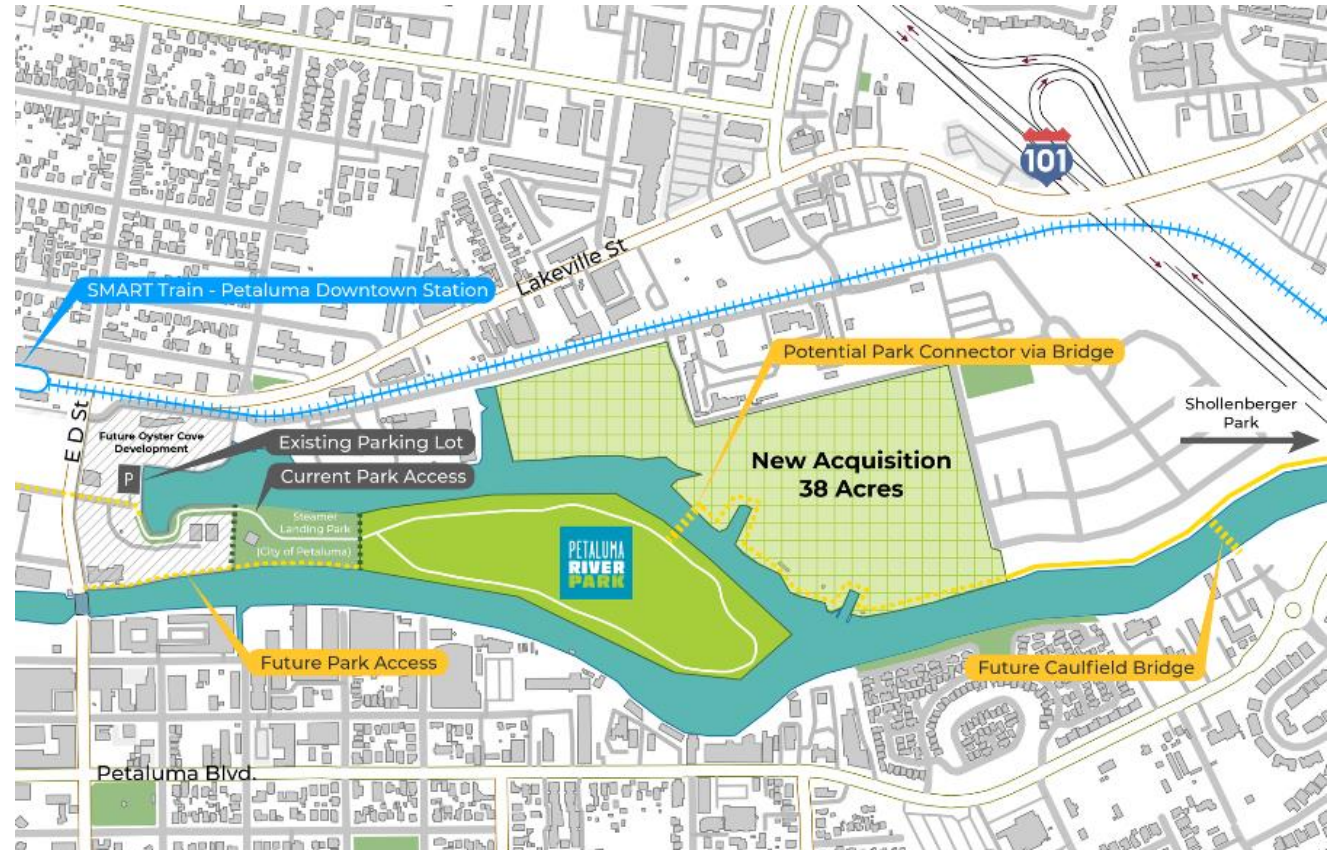 101
Lakeville St
SMART Train - Petaluma Downtown Station
Potential Park Connector via Bridge
Shollenberger
Park
E D St
Future Oyster Cove
Development
Existing Parking Lot
P
Current Park Access
New Acquisition
38 Acres
Steamer
Landing Park
(City of Petaluma)
PETALUMA
RIVER
PARK
Future Park Access
Future Caulfield Bridge
Petaluma Blvd.